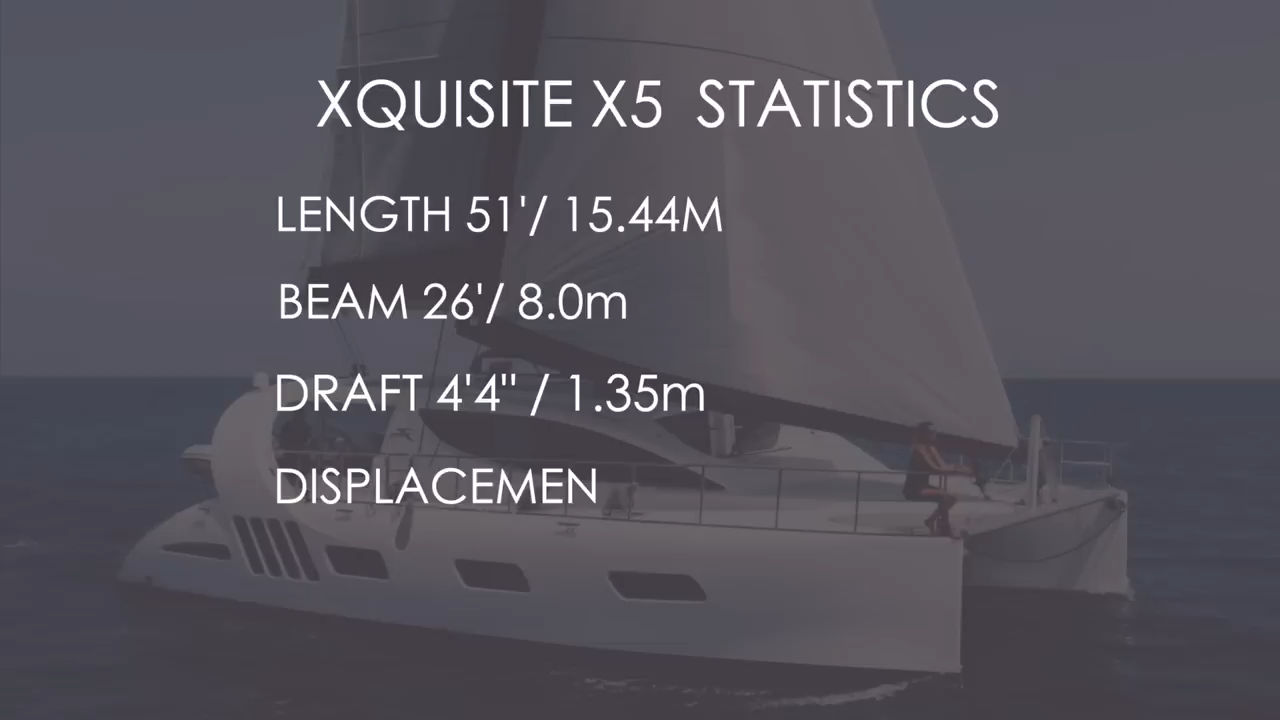 XQUISITE X5 STATISTICS
LENGTH 51'/ 15.44M
BEAM 26'/ 8.0m
DRAFT 4'4" / 1.35m
DISPLACEMEN